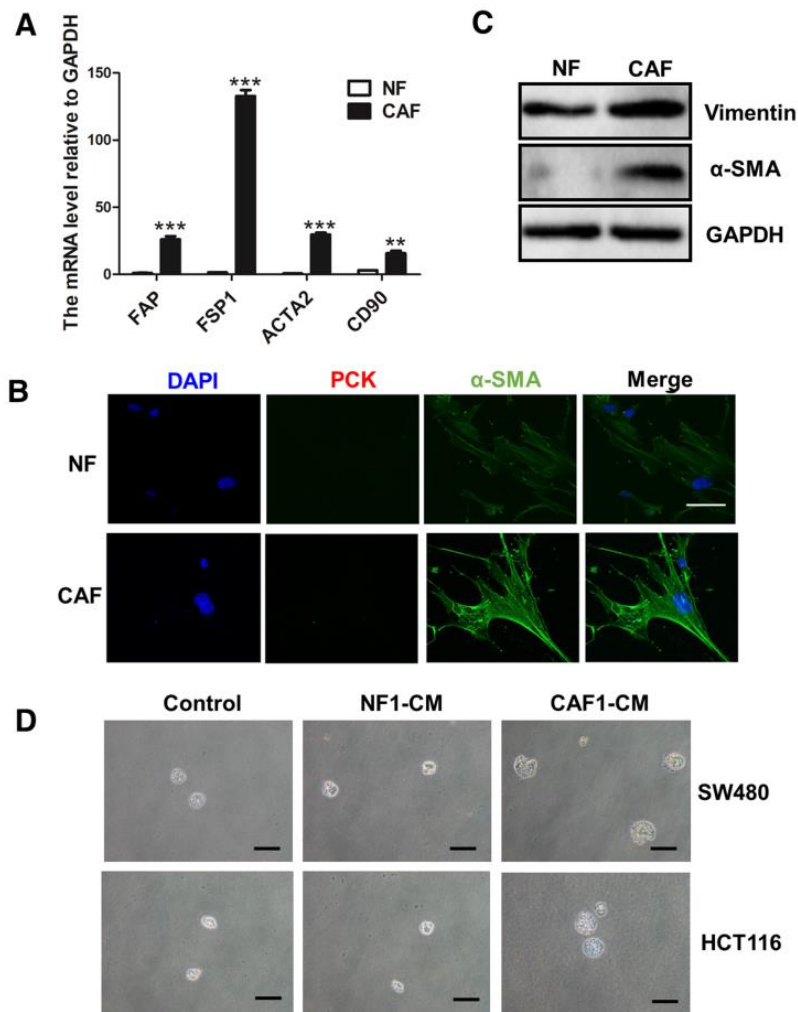 A
The mRNA level relative to GAPDH
150
100
50
0
***
***
***
**
NF
CAF
FAP
FSP1
ACTA2
CD90
C
NF CAF
Vimentin
α-SMA
GAPDH
B
DAPI PCK α-SMA Merge
NF
CAF
D
Control NF1-CM CAF1-CM
SW480
HCT116